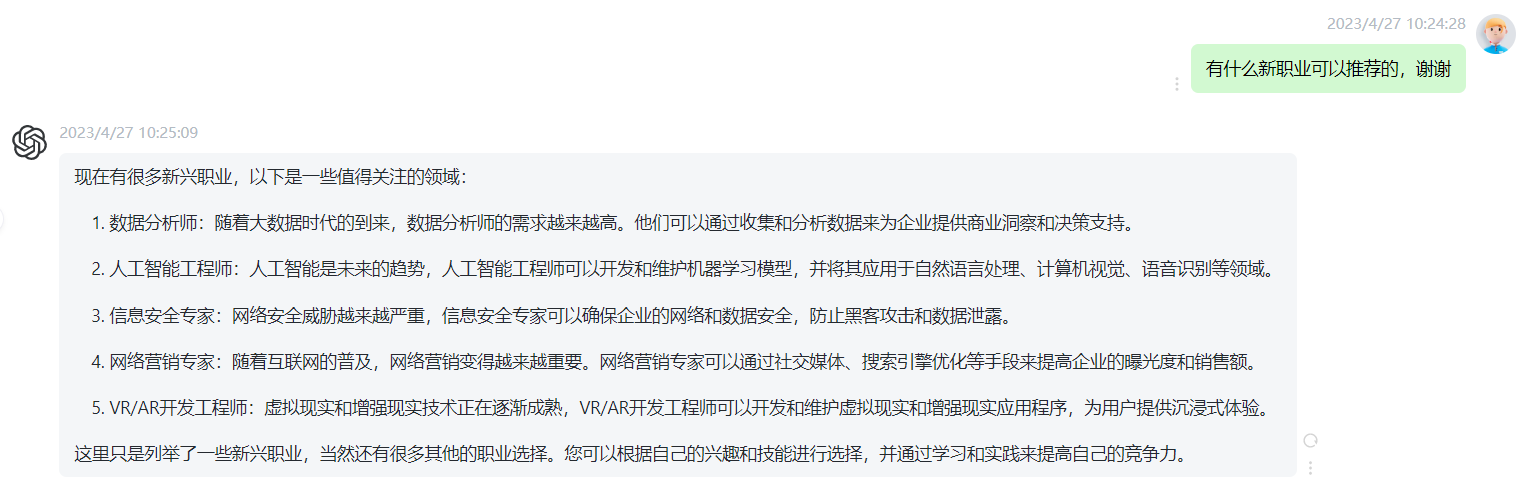 2023/4/27 10:24:28
有什么新职业可以推荐的，谢谢
2023/4/27 10:25:09
现在有很多新兴职业，以下是一些值得关注的领域：
1. 数据分析师：随着大数据时代的到来，数据分析师的需求越来越高。他们可以通过收集和分析数据来为企业提供商业洞察和决策支持。
2. 人工智能工程师：人工智能是未来的趋势，人工智能工程师可以开发和维护机器学习模型，并将其应用于自然语言处理、计算机视觉、语音识别等领域。
3. 信息安全专家：网络安全威胁越来越严重，信息安全专家可以确保企业的网络和数据安全，防止黑客攻击和数据泄露。
4. 网络营销专家：随着互联网的普及，网络营销变得越来越重要。网络营销专家可以通过社交媒体、搜索引擎优化等手段来提高企业的曝光度和销售额。
5. VR/AR开发工程师：虚拟现实和增强现实技术正在逐渐成熟，VR/AR开发工程师可以开发和维护虚拟现实和增强现实应用程序，为用户提供沉浸式体验。
这里只是列举了一些新兴职业，当然还有很多其他的职业选择。您可以根据自己的兴趣和技能进行选择，并通过学习和实践来提高自己的竞争力。